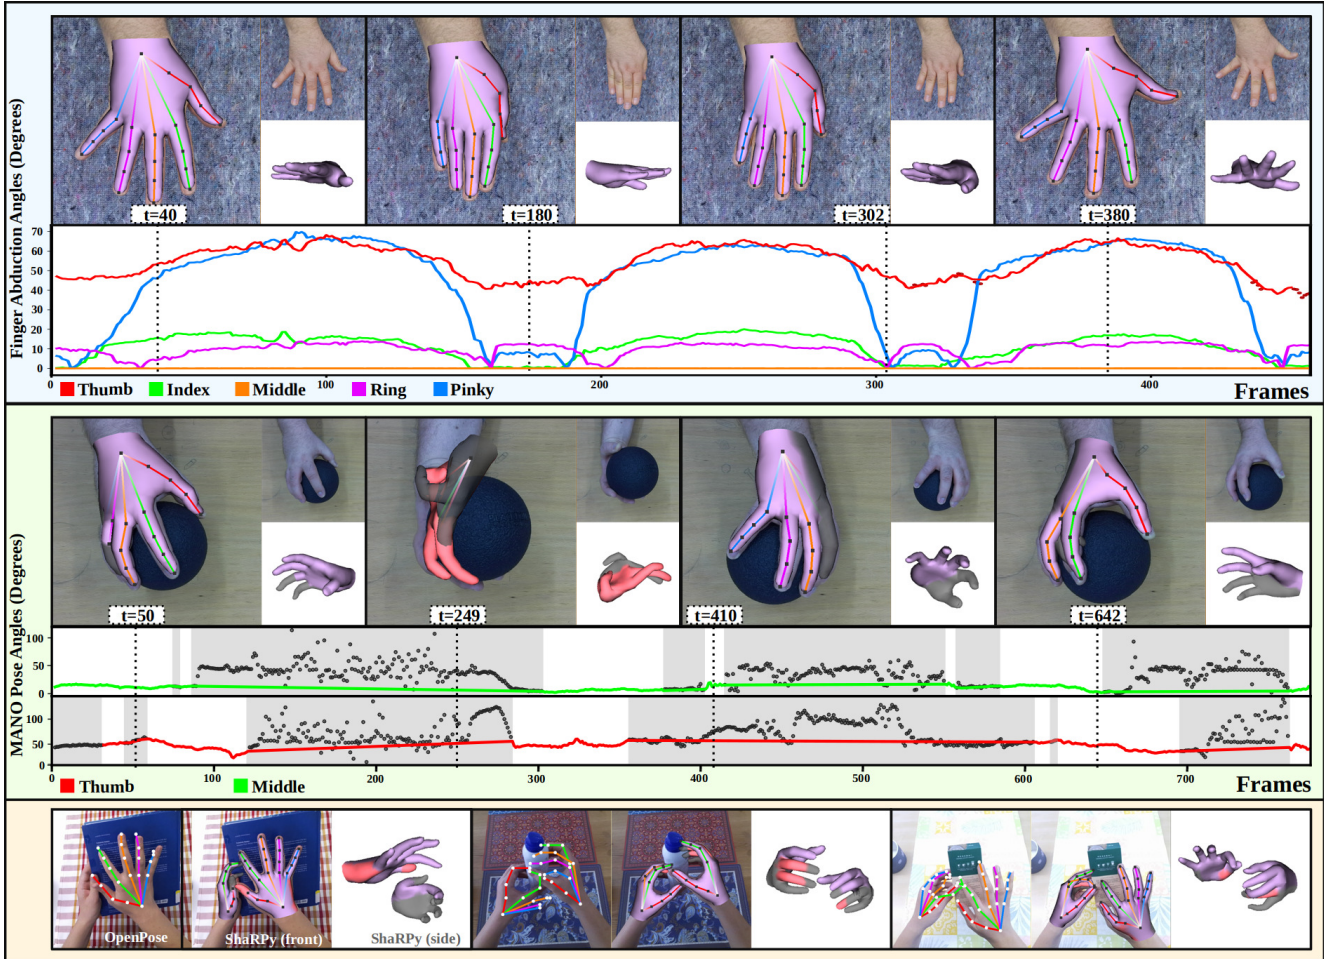 t=40
t=180
t=302
t=380
Finger Abduction Angles (Degrees)
70
60
50
40
30
20
10
0
0
100
200
300
400
Thumb
Index
Middle
Ring
Pinky
Frames
t=50
t=249
t=410
t=642
MANO Pose Angles (Degrees)
100
50
0
100
50
0
0
100
200
300
400
500
600
700
Thumb
Middle
Frames
OpenPose
ShaRPy (front)
ShaRPy (side)